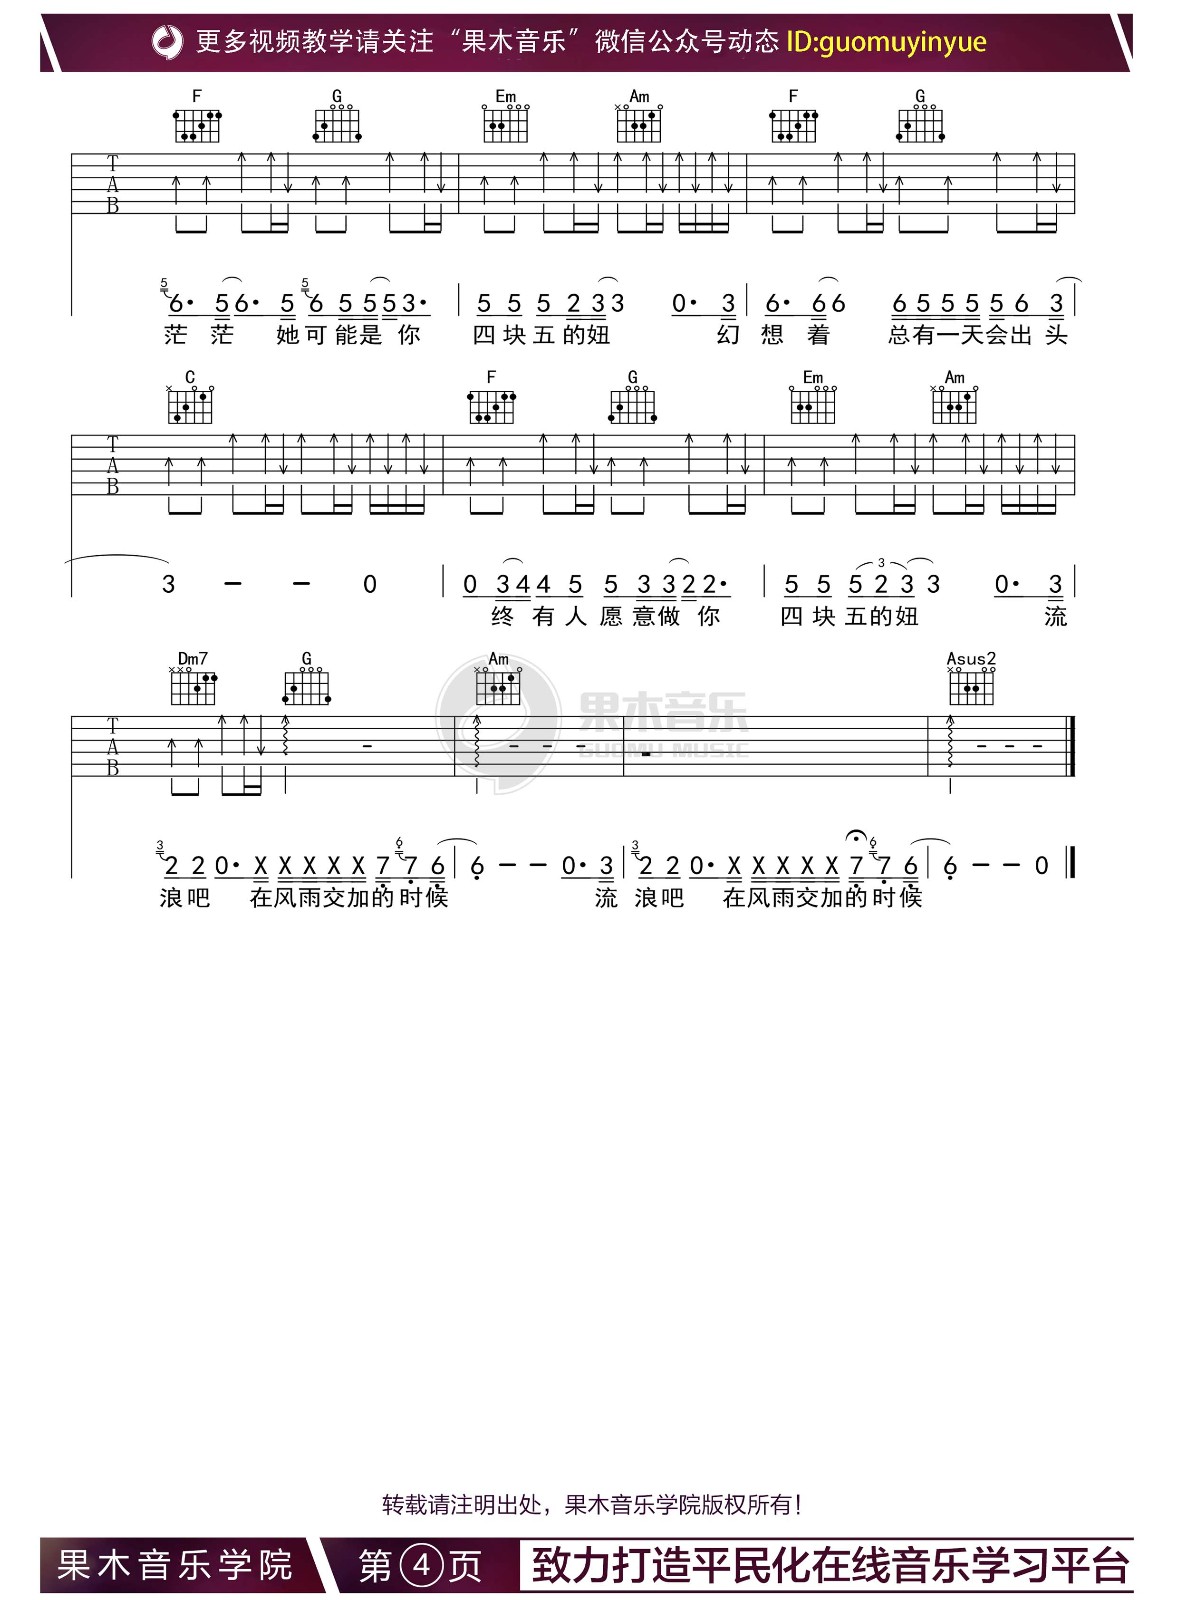 更多视频教学请关注“果木音乐”微信公众号动态 ID:guomuyinyue
F G Em Am F G
T
A
B
5 6· 5 6· 5 5 6 5 5 5 3· | 5 5 5 2 3 3 0· 3 | 6· 6 6 6 5 5 5 5 6 3 |
茫 茫 她可能是你 四块五的妞 幻想着 总有一天会出头
C F G Em Am
T
A
B
3 – – 0 | 0 3 4 4 5 5 3 3 2 2· | 5 5 5 2 3 3 0· 3 |
3
终有人愿意做你 四块五的妞 流
Dm7 G Am Asus2
T
A
B
果木音乐
GUOMU MUSIC
3 2 2 0· X X X X X 7 6 7 6 | 6 – – 0· 3 | 3 2 2 0· X X X X X 7 6 7 6 | 6 – – 0
浪吧 在风雨交加的时候 流浪吧 在风雨交加的时候
转载请注明出处，果木音乐学院版权所有！
果木音乐学院 第④页 致力打造平民化在线音乐学习平台